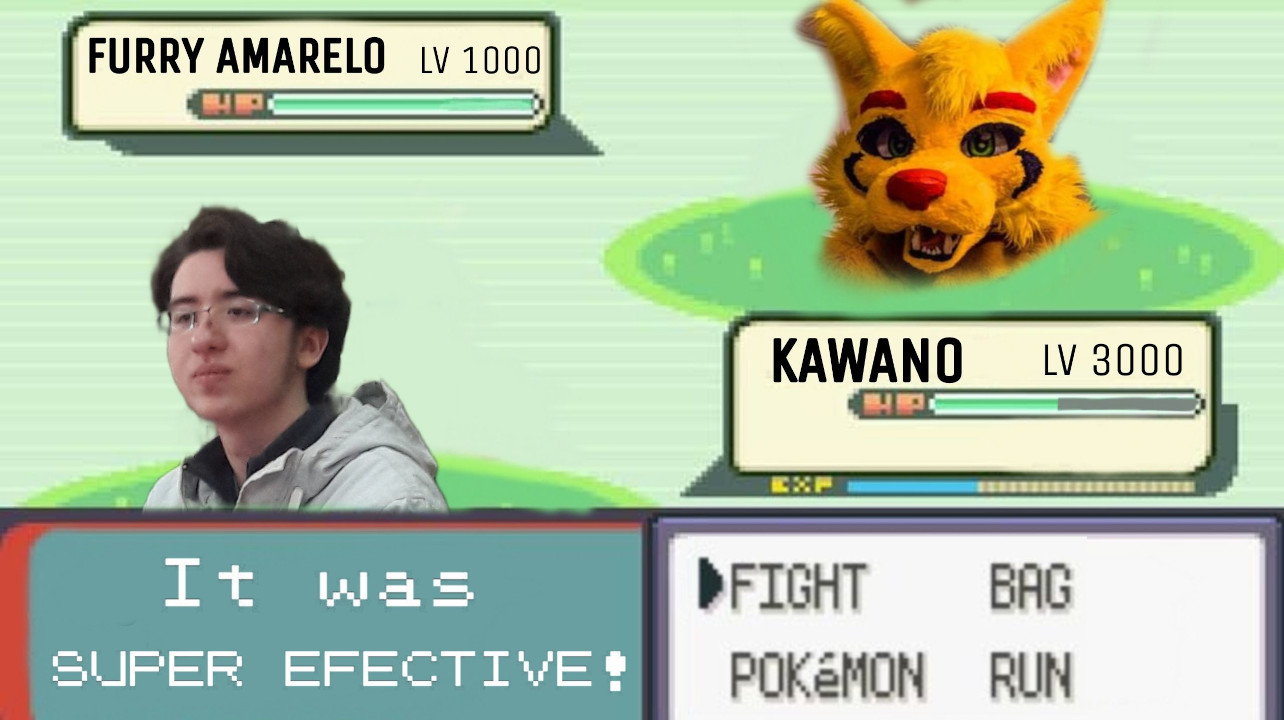 FURRY AMARELO LV 1000
HP
KAWANO LV 3000
HP
EXP
It was
SUPER EFECTIVE!
FIGHT BAG
POKéMON RUN